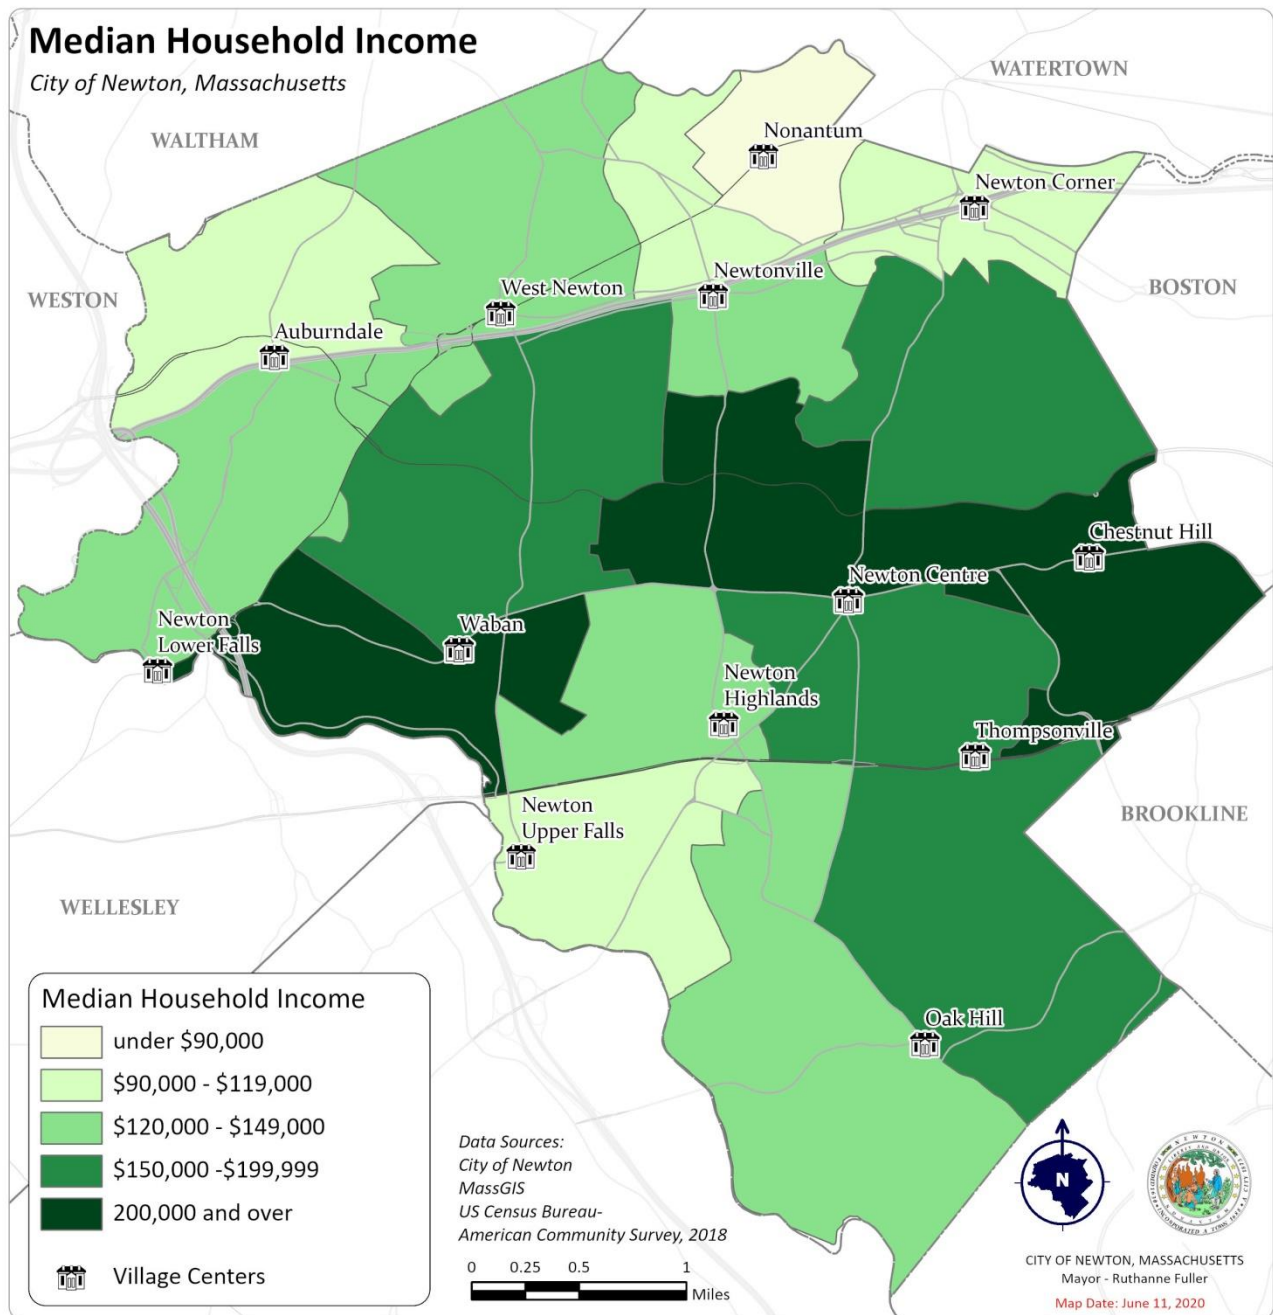 Median Household Income
City of Newton, Massachusetts
WATERTOWN
WALTHAM
Nonantum
Newton Corner
Newtonville
WESTON
West Newton
BOSTON
Auburndale
Chestnut Hill
Newton Centre
Newton
Lower Falls
Waban
Newton
Highlands
Thompsonville
Newton
Upper Falls
BROOKLINE
WELLESLEY
Oak Hill
Median Household Income
under $90,000
$90,000 - $119,000
$120,000 - $149,000
$150,000 -$199,999
200,000 and over
Village Centers
Data Sources:
City of Newton
MassGIS
US Census Bureau-
American Community Survey, 2018
0 0.25 0.5 1
Miles
N
CITY OF NEWTON, MASSACHUSETTS
Mayor - Ruthanne Fuller
Map Date: June 11, 2020